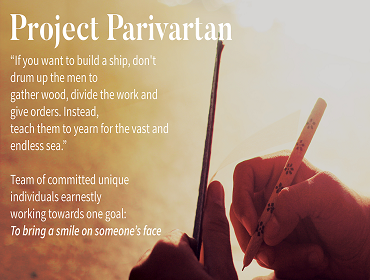 Project Parivartan
“If you want to build a ship, don’t
drum up the men to
gather wood, divide the work and
give orders. Instead,
teach them to yearn for the vast and
endless sea.”
Team of committed unique
individuals earnestly
working towards one goal:
To bring a smile on someone’s face